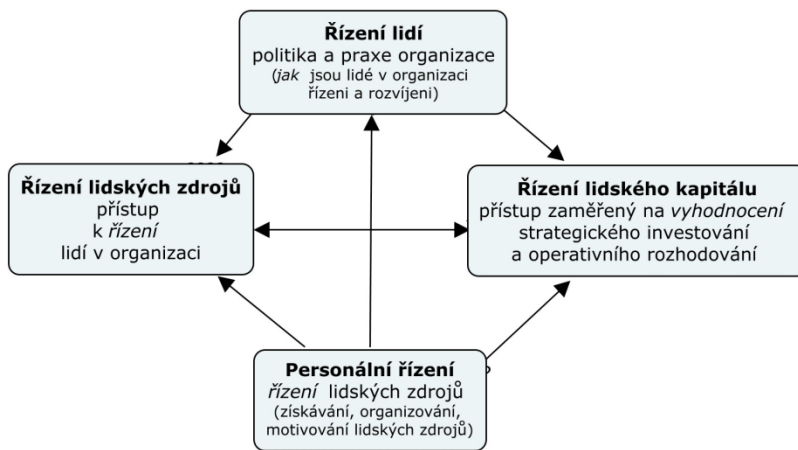 Řízení lidí
politika a praxe organizace
(jak jsou lidé v organizaci
řízeni a rozvíjeni)
Řízení lidských zdrojů
přístup
k řízení
lidí v organizaci
Řízení lidského kapitálu
přístup zaměřený na vyhodnocení
strategického investování
a operativního rozhodování
Personální řízení
řízení lidských zdrojů
(získávání, organizování,
motivování lidských zdrojů)